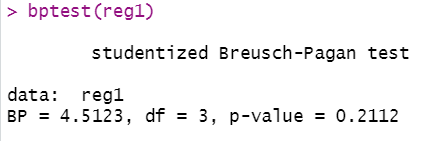 > bptest(reg1)
studentized Breusch-Pagan test
data:  reg1
BP = 4.5123, df = 3, p-value = 0.2112